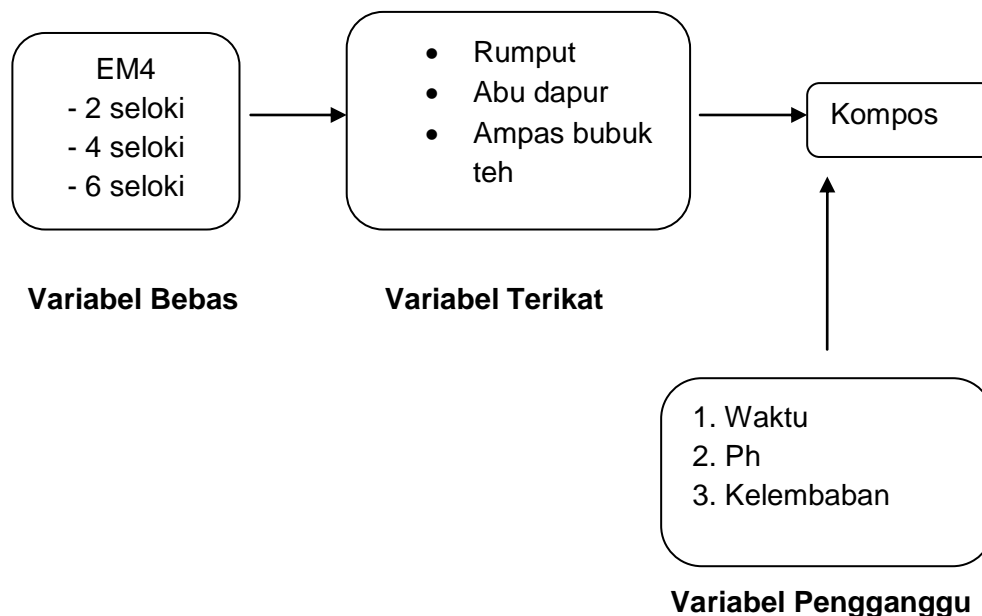 EM4
- 2 seloki
- 4 seloki
- 6 seloki
• Rumput
• Abu dapur
• Ampas bubuk
teh
Kompos
Variabel Bebas
Variabel Terikat
1. Waktu
2. Ph
3. Kelembaban
Variabel Pengganggu